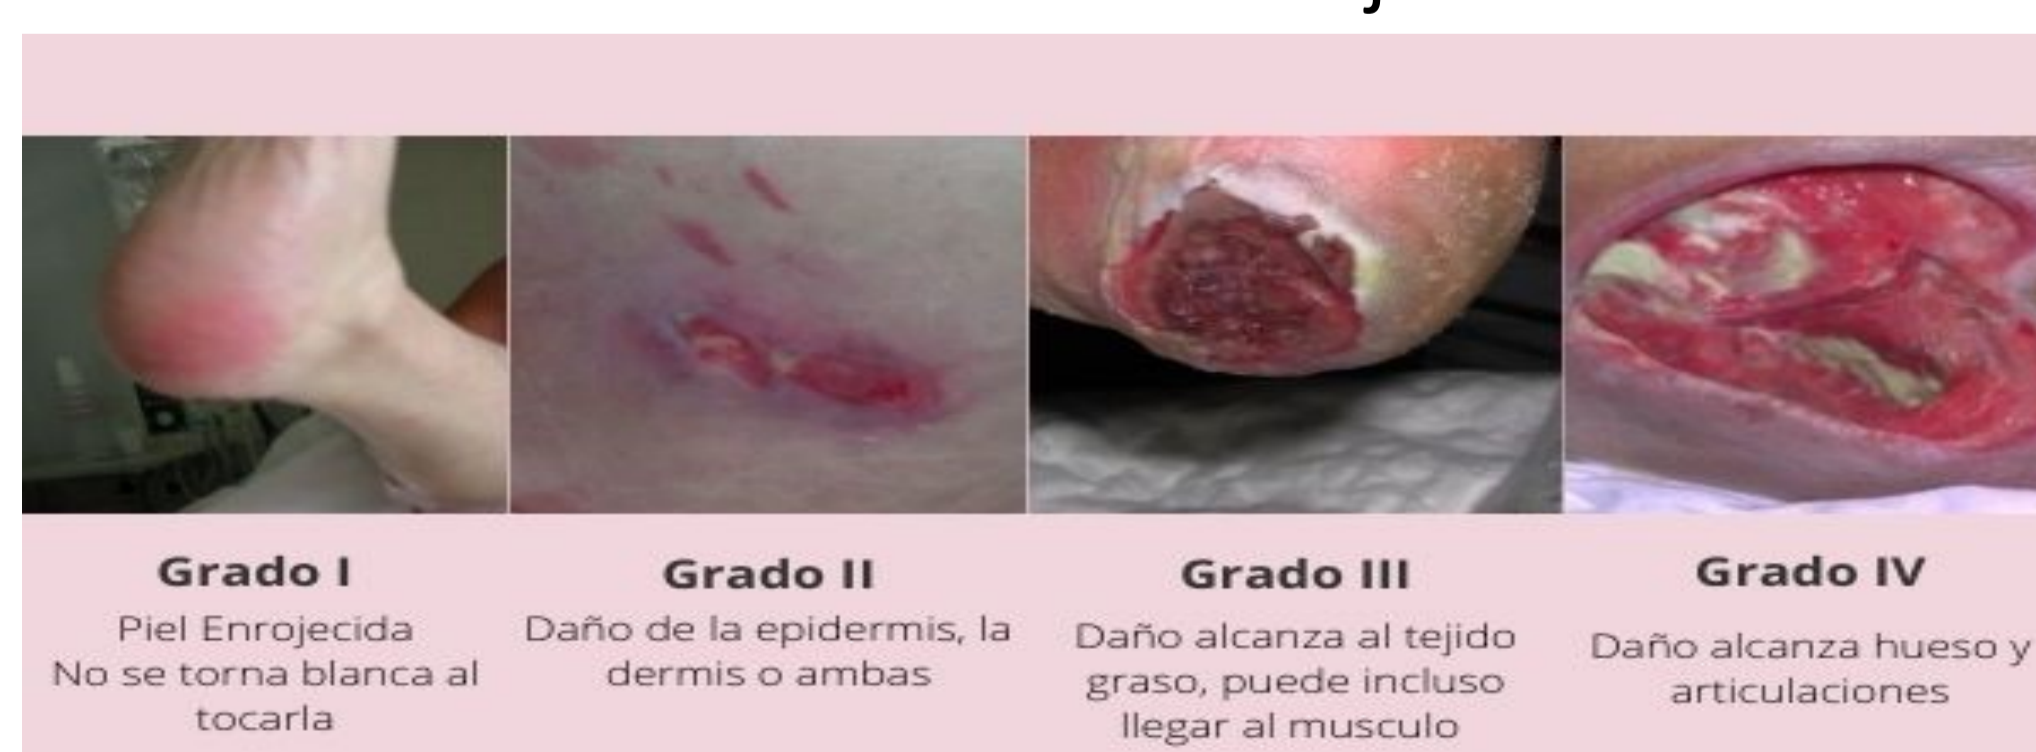 Grado I
Piel Enrojecida
No se torna blanca al
tocarla
Grado II
Daño de la epidermis, la
dermis o ambas
Grado III
Daño alcanza al tejido
graso, puede incluso
llegar al musculo
Grado IV
Daño alcanza hueso y
articulaciones